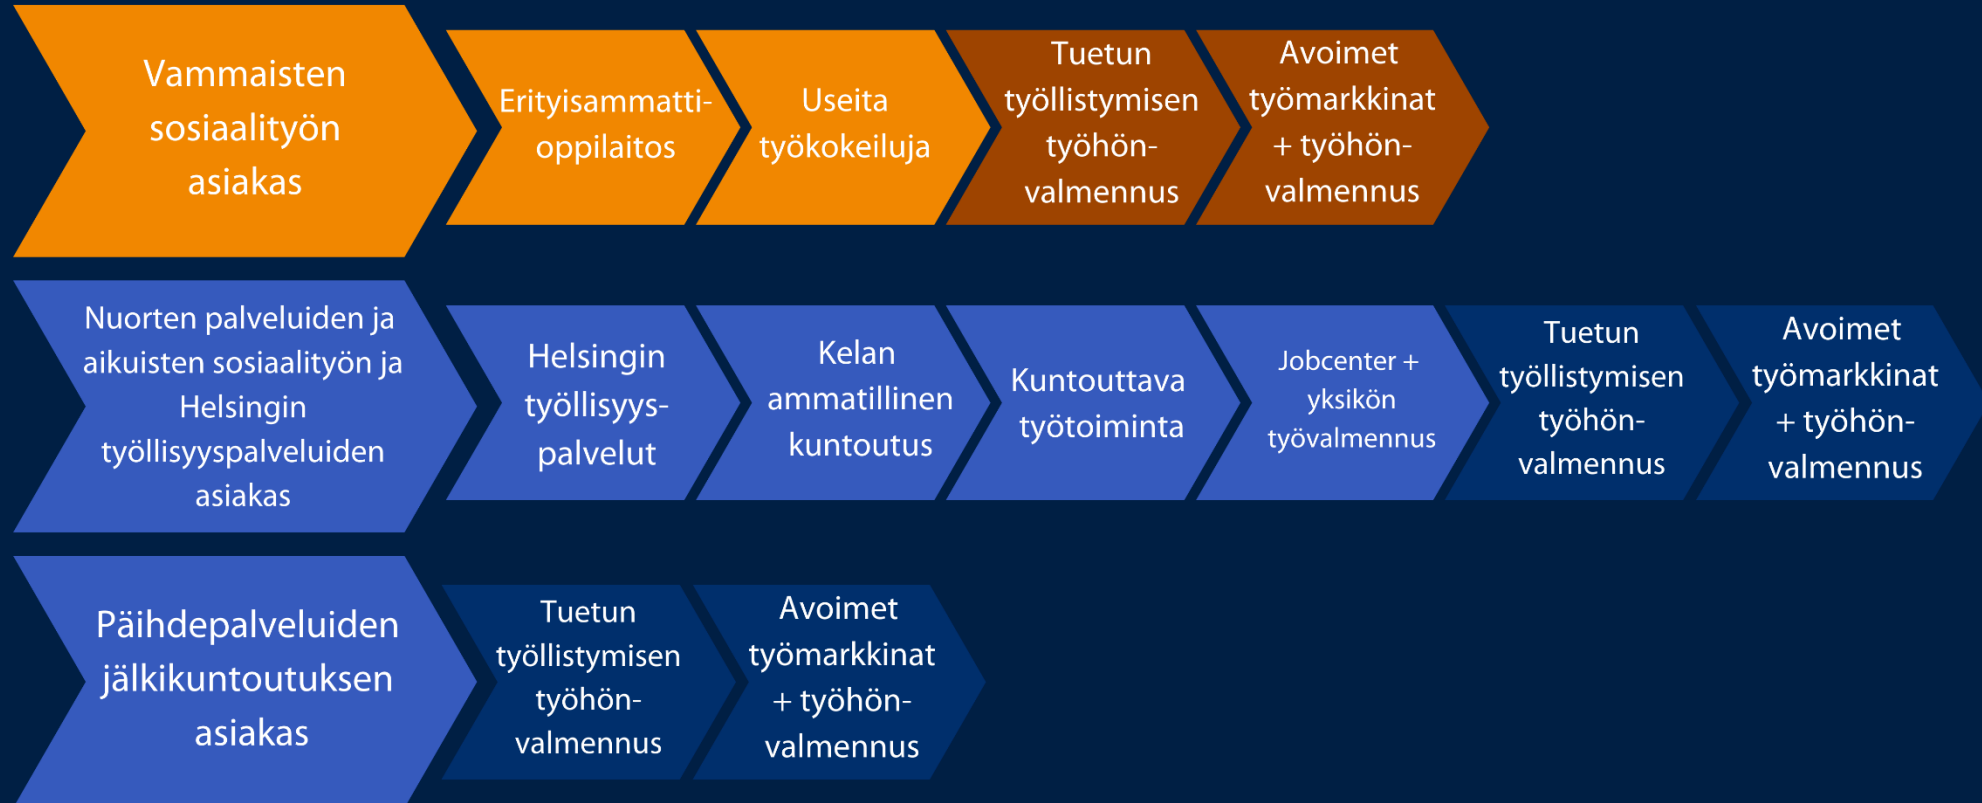 Vammaisten
sosiaalityön
asiakas
Erityisammatti-
oppilaitos
Useita
työkokeiluja
Tuetun
työllistymisen
työhön-
valmennus
Avoimet
työmarkkinat
+ työhön-
valmennus
Nuorten palveluiden ja
aikuisten sosiaalityön ja
Helsingin
työllisyyspalveluiden
asiakas
Helsingin
työllisyys-
palvelut
Kelan
ammatillinen
kuntoutus
Kuntouttava
työtoiminta
Jobcenter +
yksikön
työvalmennus
Tuetun
työllistymisen
työhön-
valmennus
Avoimet
työmarkkinat
+ työhön-
valmennus
Päihdepalveluiden
jälkikuntoutuksen
asiakas
Tuetun
työllistymisen
työhön-
valmennus
Avoimet
työmarkkinat
+ työhön-
valmennus